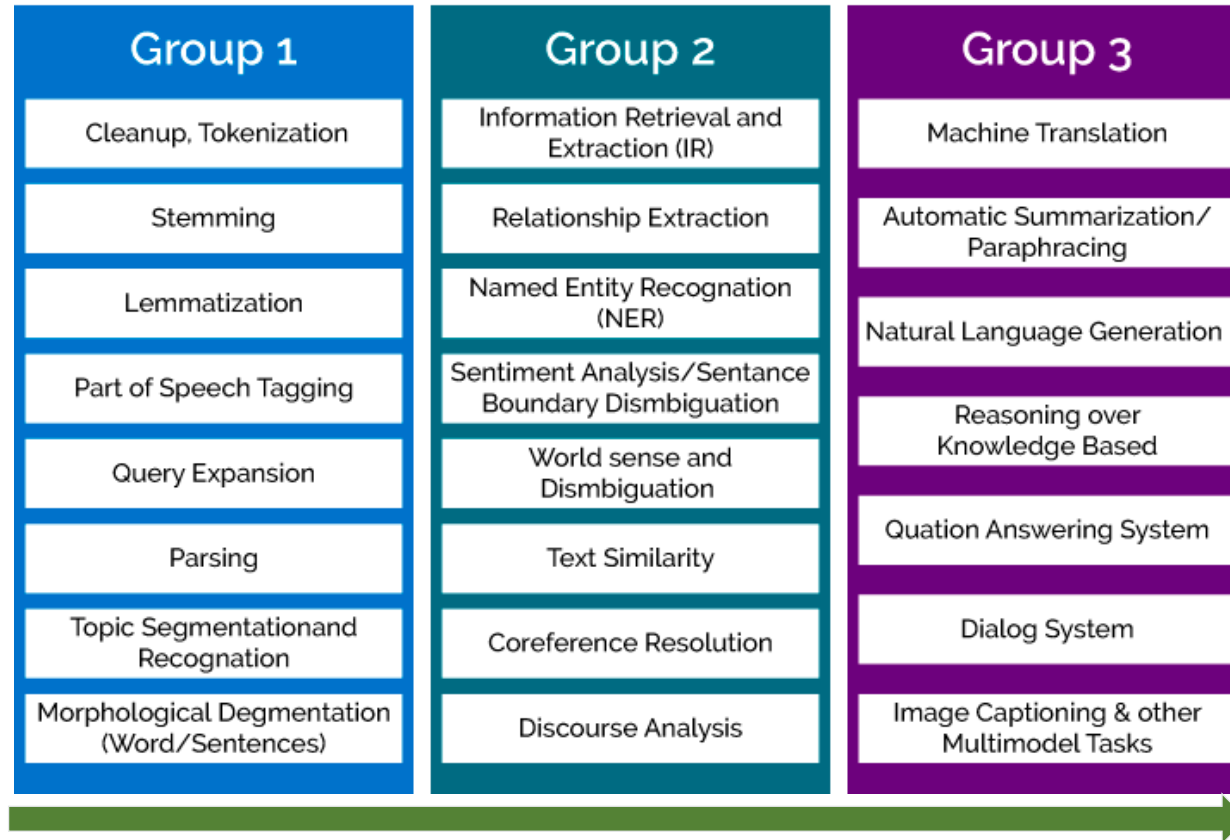 Group 1
Cleanup, Tokenization
Stemming
Lemmatization
Part of Speech Tagging
Query Expansion
Parsing
Topic Segmentationand
Recognation
Morphological Degmentation
(Word/Sentences)
Group 2
Information Retrieval and
Extraction (IR)
Relationship Extraction
Named Entity Recognation
(NER)
Sentiment Analysis/Sentance
Boundary Dismbiguation
World sense and
Dismbiguation
Text Similarity
Coreference Resolution
Discourse Analysis
Group 3
Machine Translation
Automatic Summarization/
Paraphracing
Natural Language Generation
Reasoning over
Knowledge Based
Quation Answering System
Dialog System
Image Captioning & other
Multimodel Tasks